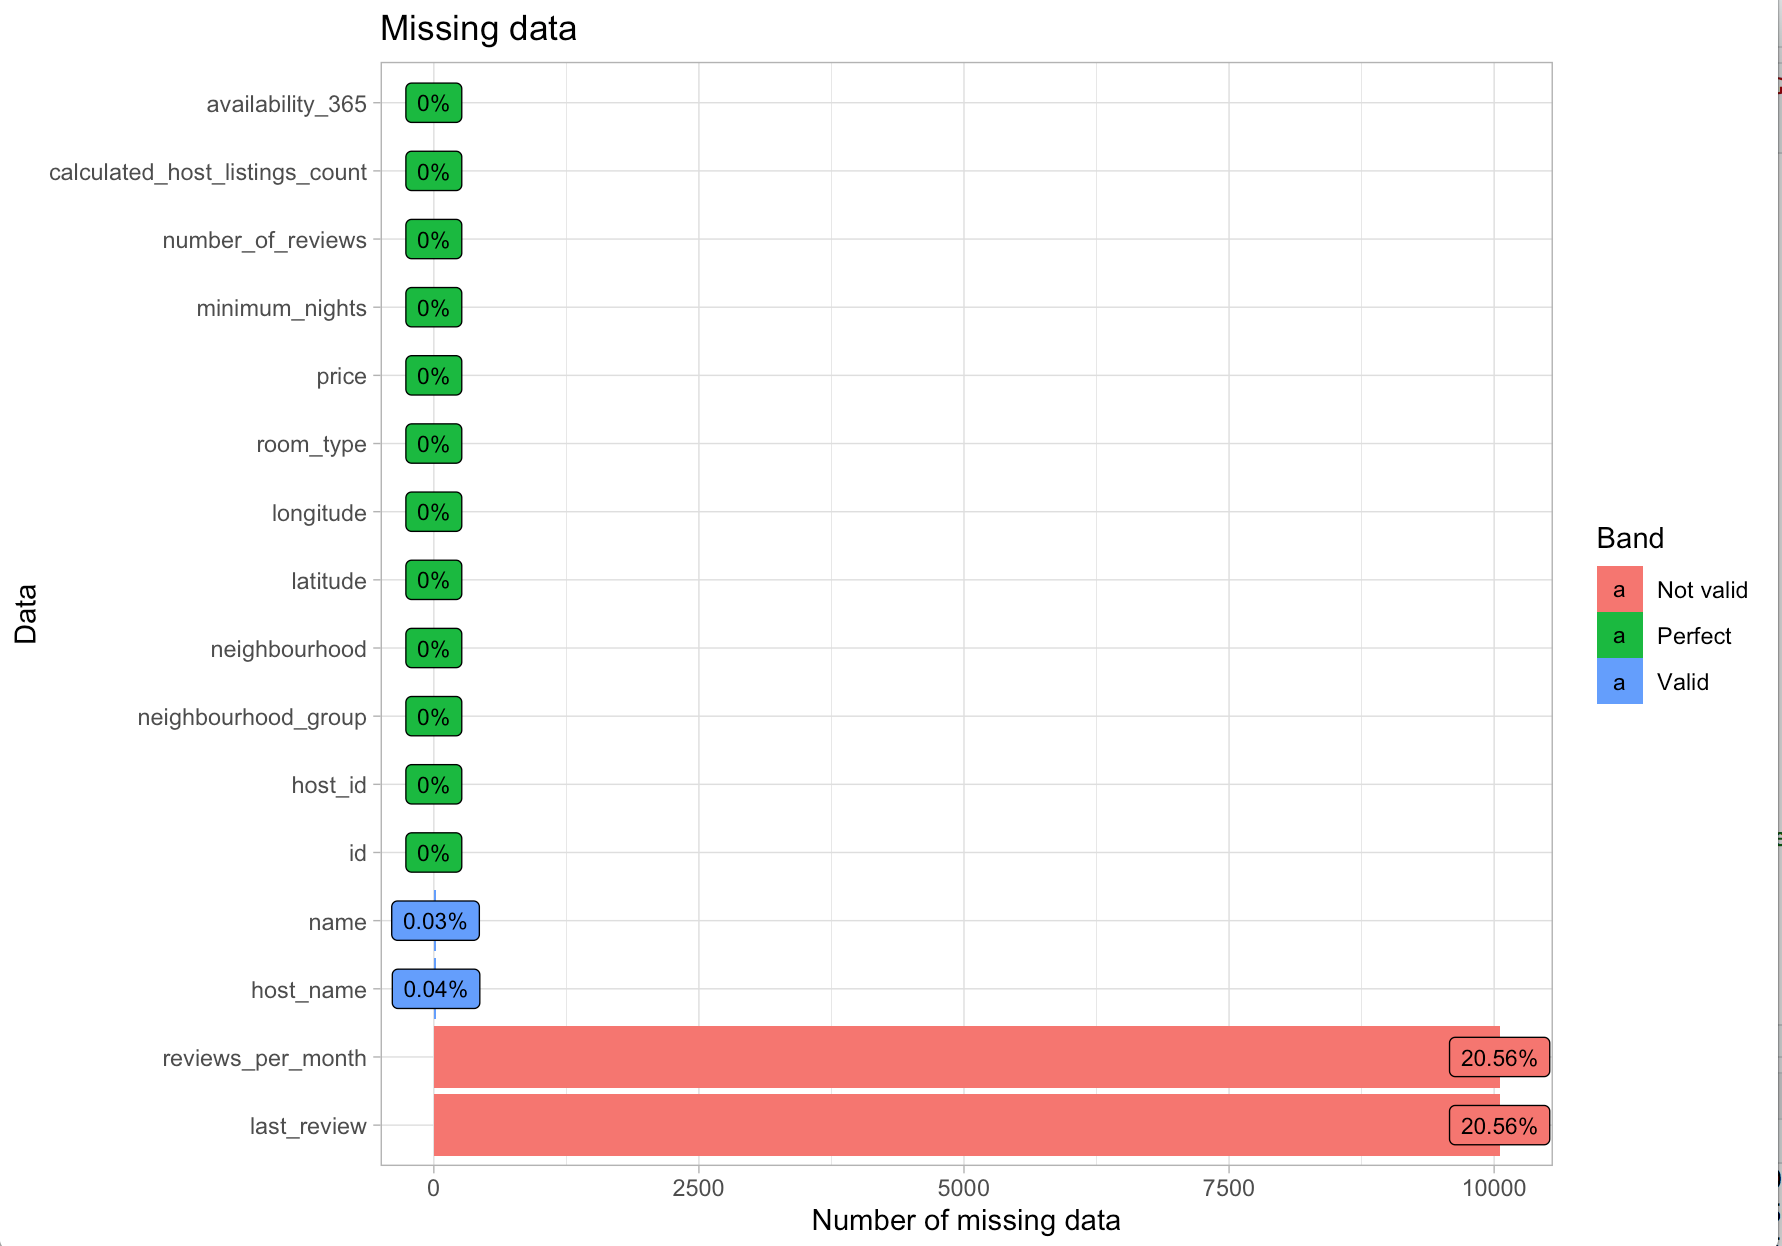 Missing data
availability_365 0%
calculated_host_listings_count 0%
number_of_reviews 0%
minimum_nights 0%
price 0%
room_type 0%
longitude 0%
latitude 0%
neighbourhood 0%
neighbourhood_group 0%
host_id 0%
id 0%
name 0.03%
host_name 0.04%
reviews_per_month 20.56%
last_review 20.56%
0 2500 5000 7500 10000
Number of missing data
Data
Band
a Not valid
a Perfect
a Valid